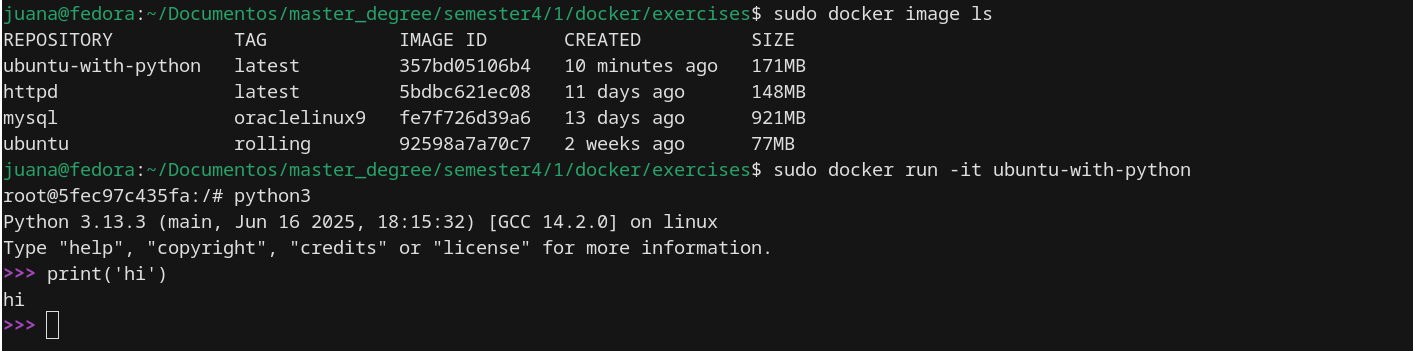 juana@fedora:~/Documentos/master_degree/semester4/1/docker/exercises$ sudo docker image ls
REPOSITORY           TAG            IMAGE ID       CREATED          SIZE
ubuntu-with-python   latest         357bd05106b4   10 minutes ago   171MB
httpd                latest         5bdbc621ec08   11 days ago      148MB
mysql                oraclelinux9   fe7f726d39a6   13 days ago      921MB
ubuntu               rolling        92598a7a70c7   2 weeks ago      77MB
juana@fedora:~/Documentos/master_degree/semester4/1/docker/exercises$ sudo docker run -it ubuntu-with-python
root@5fec97c435fa:/# python3
Python 3.13.3 (main, Jun 16 2025, 18:15:32) [GCC 14.2.0] on linux
Type "help", "copyright", "credits" or "license" for more information.
>>> print('hi')
hi
>>>